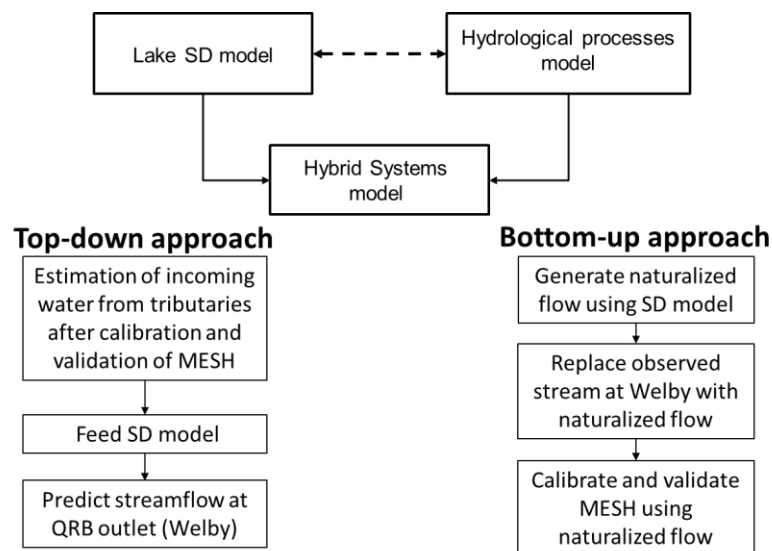 Lake SD model
Hydrological processes
model
Hybrid Systems
model
Top-down approach
Estimation of incoming
water from tributaries
after calibration and
validation of MESH
Feed SD model
Predict streamflow at
QRB outlet (Welby)
Bottom-up approach
Generate naturalized
flow using SD model
Replace observed
stream at Welby with
naturalized flow
Calibrate and validate
MESH using
naturalized flow